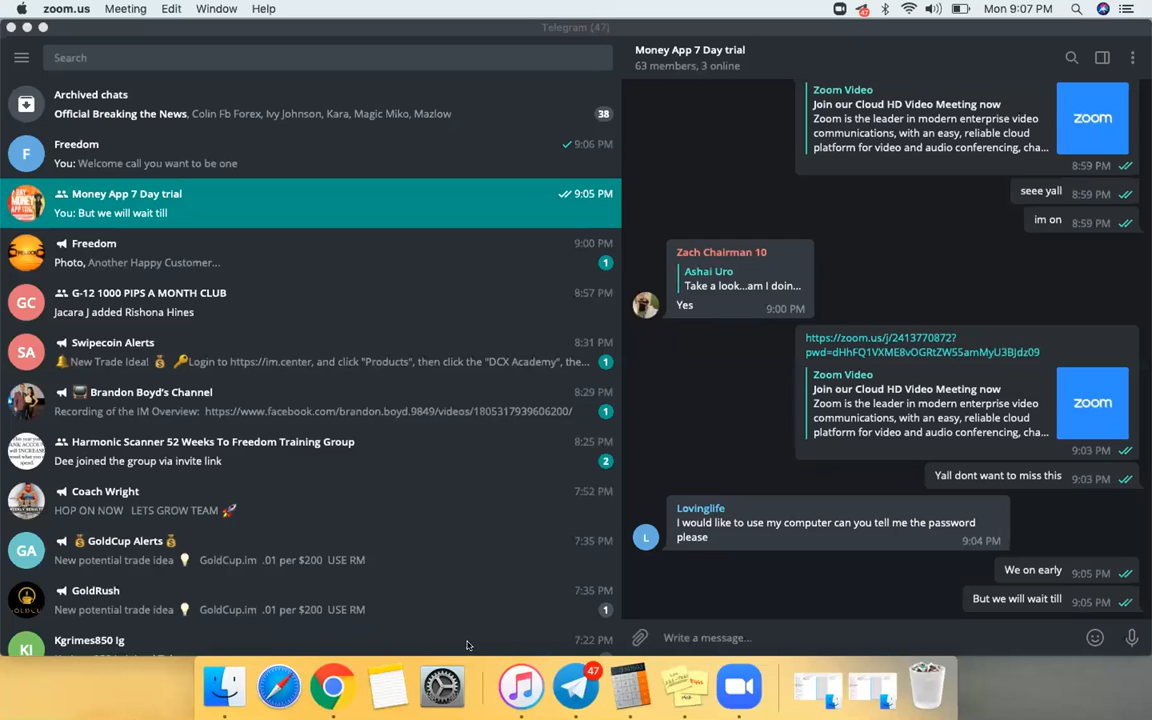 zoom.us Meeting Edit Window Help
Mon 9:07 PM
Telegram (47)
Search
Archived chats
Official Breaking the News, Colin Fb Forex, Ivy Johnson, Kara, Magic Miko, Mazlow 38
F Freedom 9:06 PM
You: Welcome call you want to be one
Money App 7 Day trial 9:05 PM
You: But we will wait till
Freedom 9:00 PM
Photo, Another Happy Customer... 1
GC G-12 1000 PIPS A MONTH CLUB 8:57 PM
Jacara J added Rishona Hines
SA Swipecoin Alerts 8:31 PM
New Trade Idea! Login to https://im.center, and click "Products", then click the "DCX Academy", the... 1
Brandon Boyd's Channel 8:29 PM
Recording of the IM Overview: https://www.facebook.com/brandon.boyd.9849/videos/1805317939606200/ 1
Harmonic Scanner 52 Weeks To Freedom Training Group 8:25 PM
Dee joined the group via invite link 2
Coach Wright 7:52 PM
HOP ON NOW LETS GROW TEAM
GA GoldCup Alerts 7:35 PM
New potential trade idea GoldCup.im .01 per $200 USE RM
GoldRush 7:35 PM
New potential trade idea GoldCup.im .01 per $200 USE RM 1
KI Kgrimes850 Ig 7:22 PM
Money App 7 Day trial
63 members, 3 online
Zoom Video
Join our Cloud HD Video Meeting now
Zoom is the leader in modern enterprise video
communications, with an easy, reliable cloud
platform for video and audio conferencing, cha...
zoom
8:59 PM
seee yall 8:59 PM
im on 8:59 PM
Zach Chairman 10
Ashai Uro
Take a look...am I doin...
Yes 9:00 PM
https://zoom.us/j/2413770872?
pwd=dHhFQ1VXME8vOGRtZW55amMyU3BJdz09
Zoom Video
Join our Cloud HD Video Meeting now
Zoom is the leader in modern enterprise video
communications, with an easy, reliable cloud
platform for video and audio conferencing, cha...
zoom
9:03 PM
Yall dont want to miss this 9:03 PM
Lovinglife
I would like to use my computer can you tell me the password
please 9:04 PM
L
We on early 9:05 PM
But we will wait till 9:05 PM
Write a message...
47